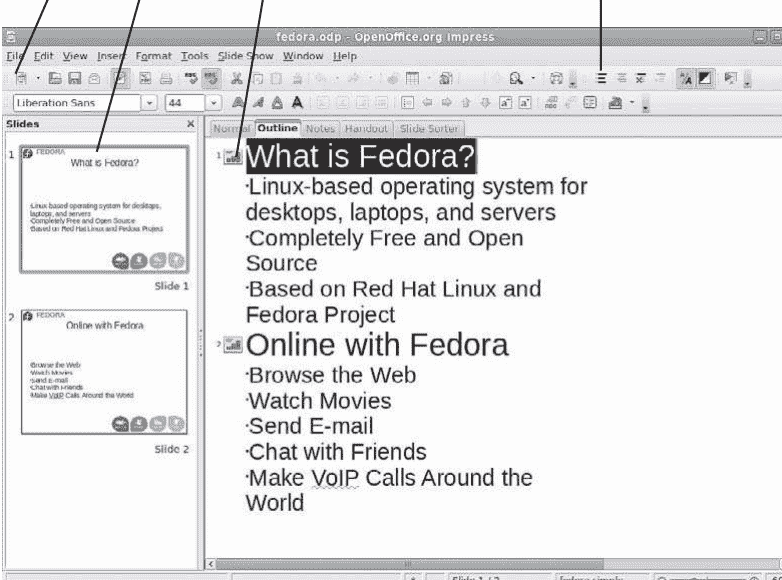 fedora.odp - OpenOffice.org Impress
File Edit View Insert Format Tools Slide Show Window Help
Liberation Sans 44
Slides
Normal Outline Notes Handout Slide Sorter
1
FEDORA
What is Fedora?
·Linux based operating system for desktops,
laptops, and servers
·Completely Free and Open Source
·Based on Red Hat Linux and Fedora Project
Slide 1
2
FEDORA
Online with Fedora
·Browse the Web
·Watch Movies
·Send E-mail
·Chat with Friends
·Make VoIP Calls Around the World
Slide 2
1 What is Fedora?
·Linux-based operating system for
desktops, laptops, and servers
·Completely Free and Open
Source
·Based on Red Hat Linux and
Fedora Project
2 Online with Fedora
·Browse the Web
·Watch Movies
·Send E-mail
·Chat with Friends
·Make VoIP Calls Around the
World